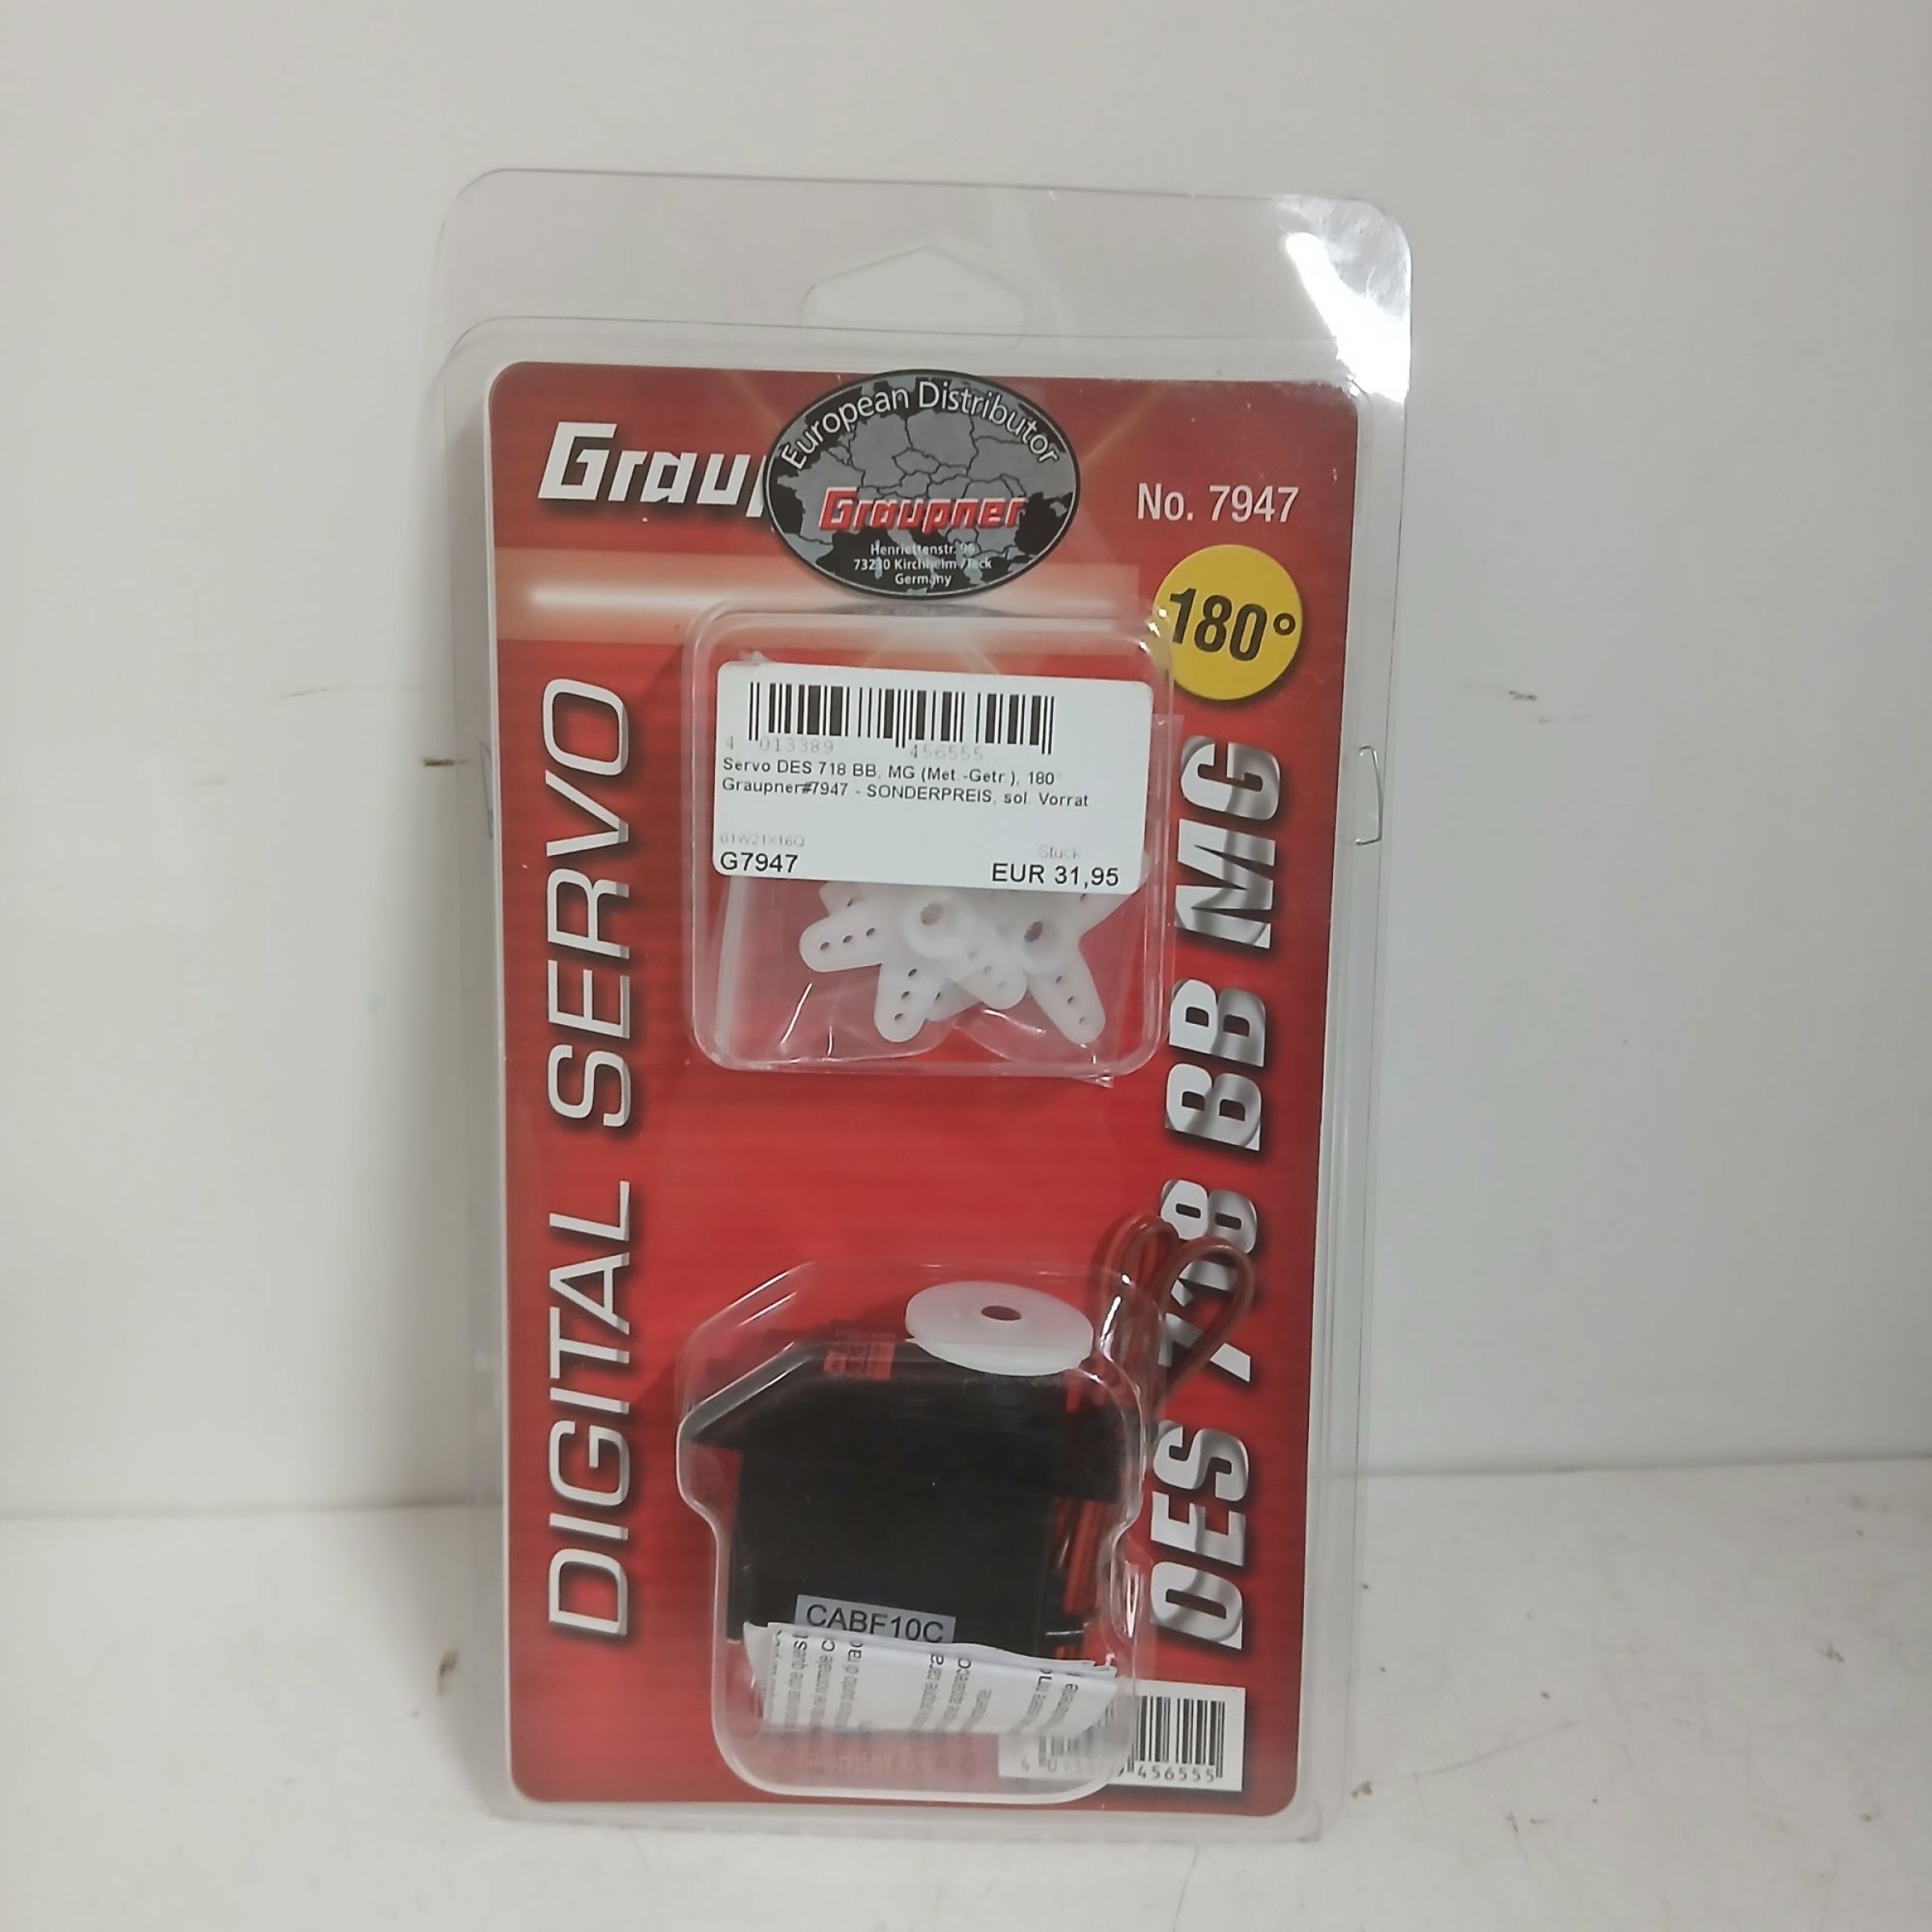 European Distributor
Graupner
Henriettenstr. 96
73230 Kirchheim/Teck
Germany
No. 7947
180°
4 013389 456555
Servo DES 718 BB, MG (Met.-Getr.), 180
Graupner#7947 - SONDERPREIS, sol. Vorrat
01W21X16Q
Stück
G7947
EUR 31,95
DIGITAL SERVO
DES 718 BB MG
CABF10C
456555